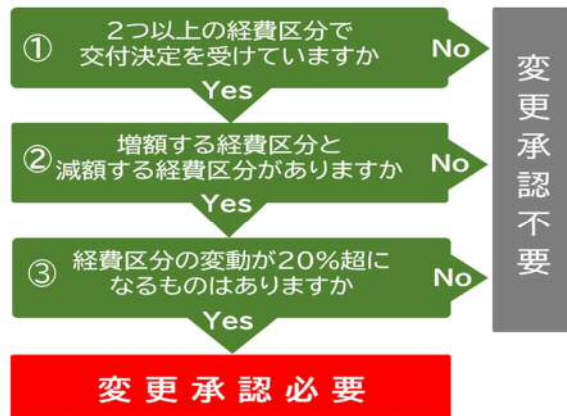 ① 2つ以上の経費区分で
交付決定を受けていますか
No
Yes
② 増額する経費区分と
減額する経費区分がありますか
No
Yes
③ 経費区分の変動が20%超に
なるものはありますか
No
Yes
変更承認必要
変更承認不要